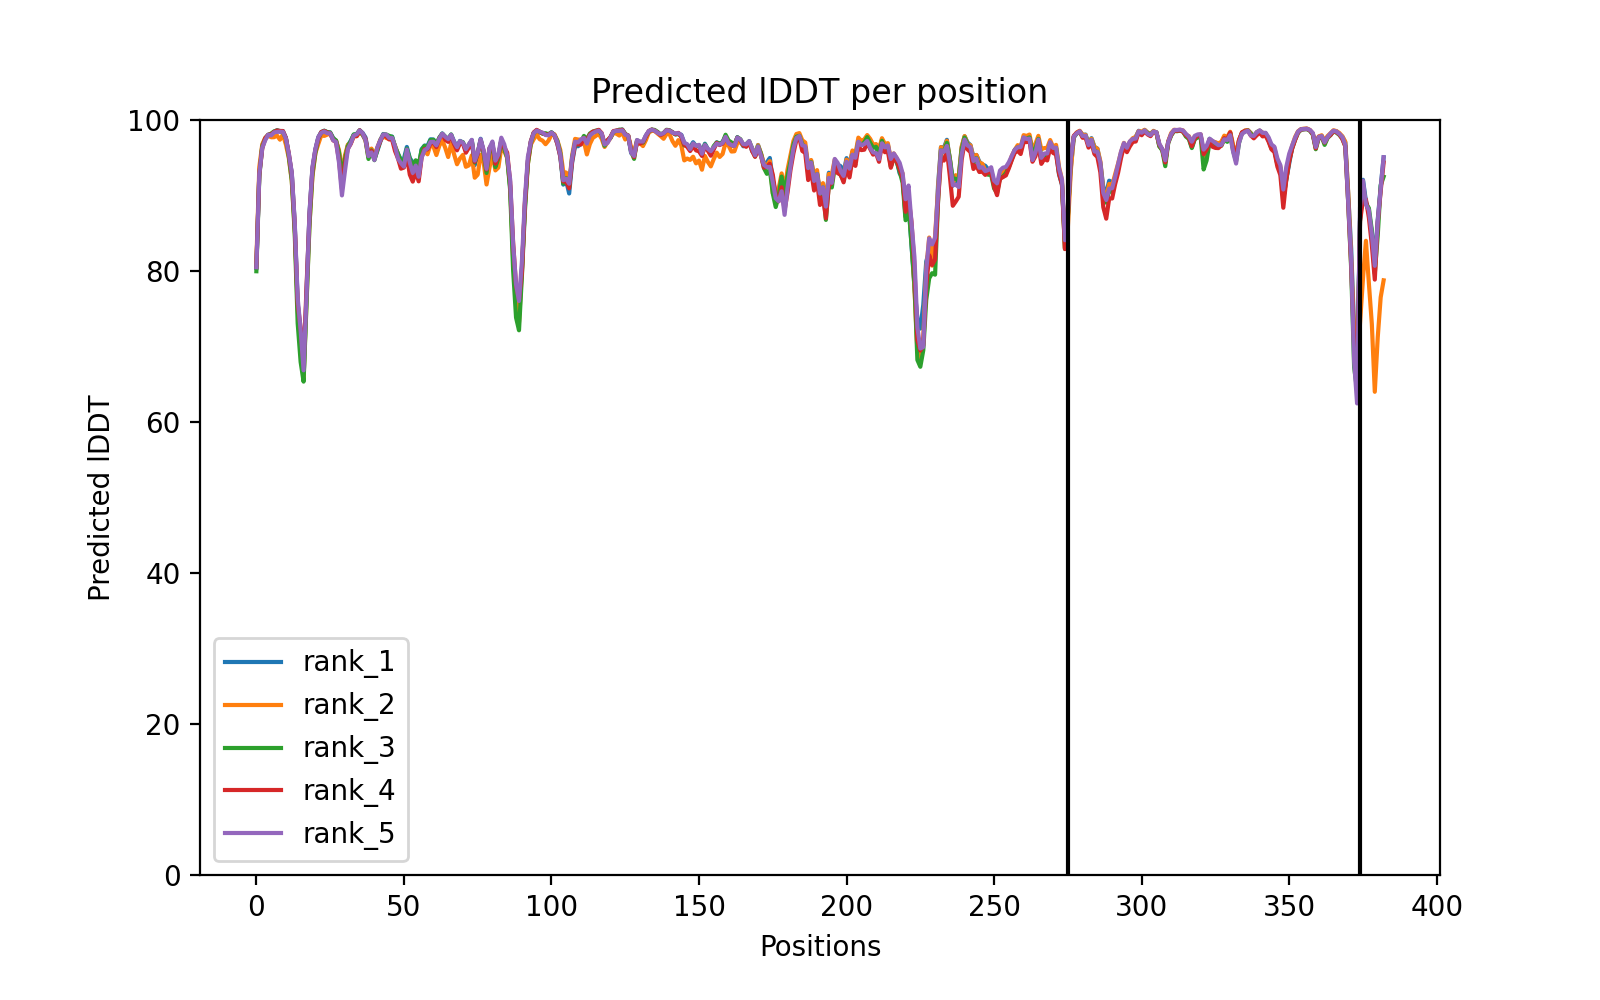 Predicted lDDT per position
Predicted lDDT
100
80
60
40
20
0
rank_1
rank_2
rank_3
rank_4
rank_5
0 50 100 150 200 250 300 350 400
Positions